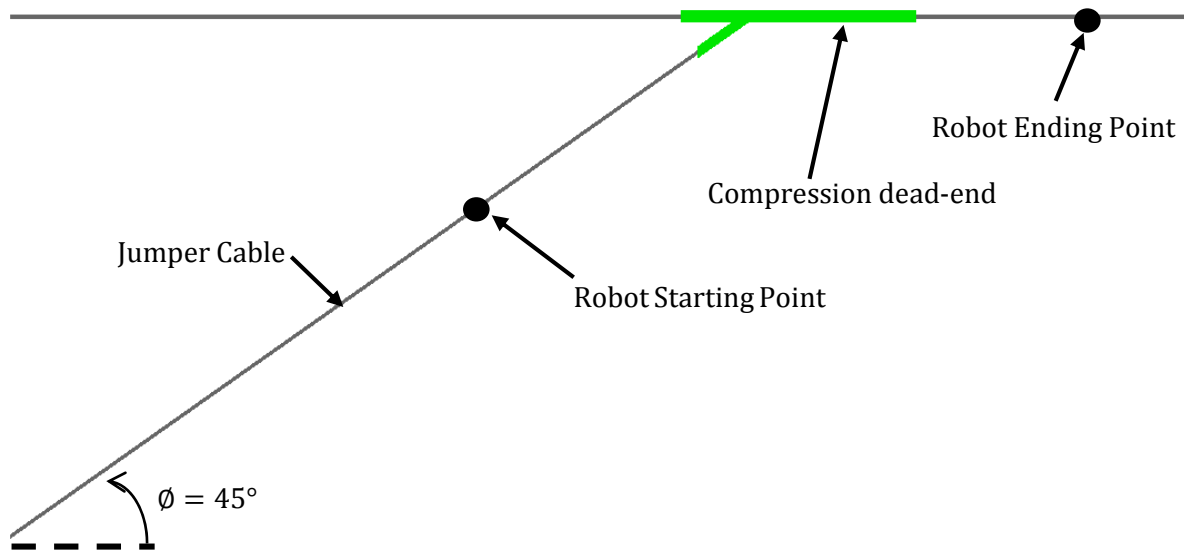 Robot Ending Point
Compression dead-end
Jumper Cable
Robot Starting Point
∅ = 45°